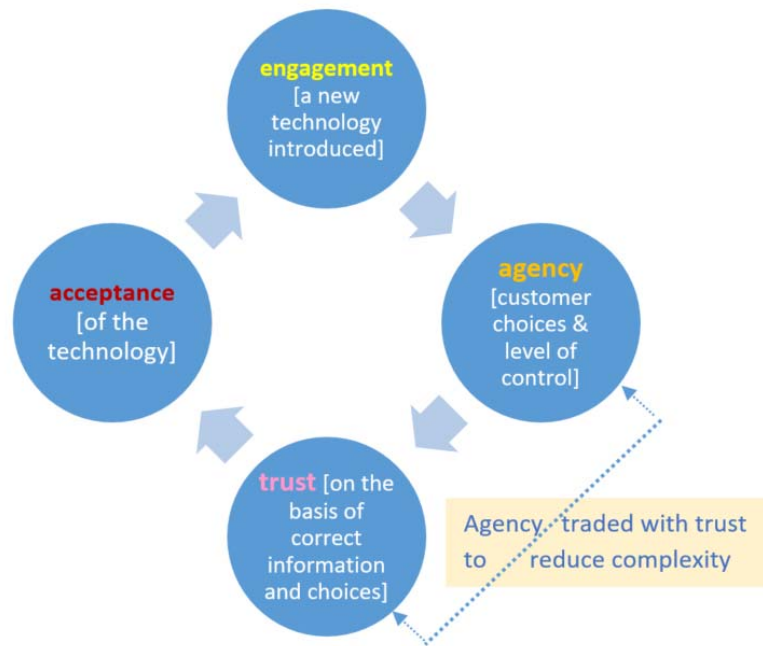 engagement
[a new
technology
introduced]
agency
[customer
choices &
level of
control]
trust [on the
basis of
correct
information
and choices]
acceptance
[of the
technology]
Agency traded with trust
to reduce complexity